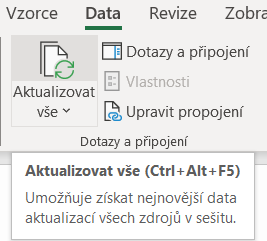 Vzorce Data Revize Zobra
Aktualizovat
vše
Dotazy a připojení
Vlastnosti
Upravit propojení
Dotazy a připojení
Aktualizovat vše (Ctrl+Alt+F5)
Umožňuje získat nejnovější data
aktualizací všech zdrojů v sešitu.